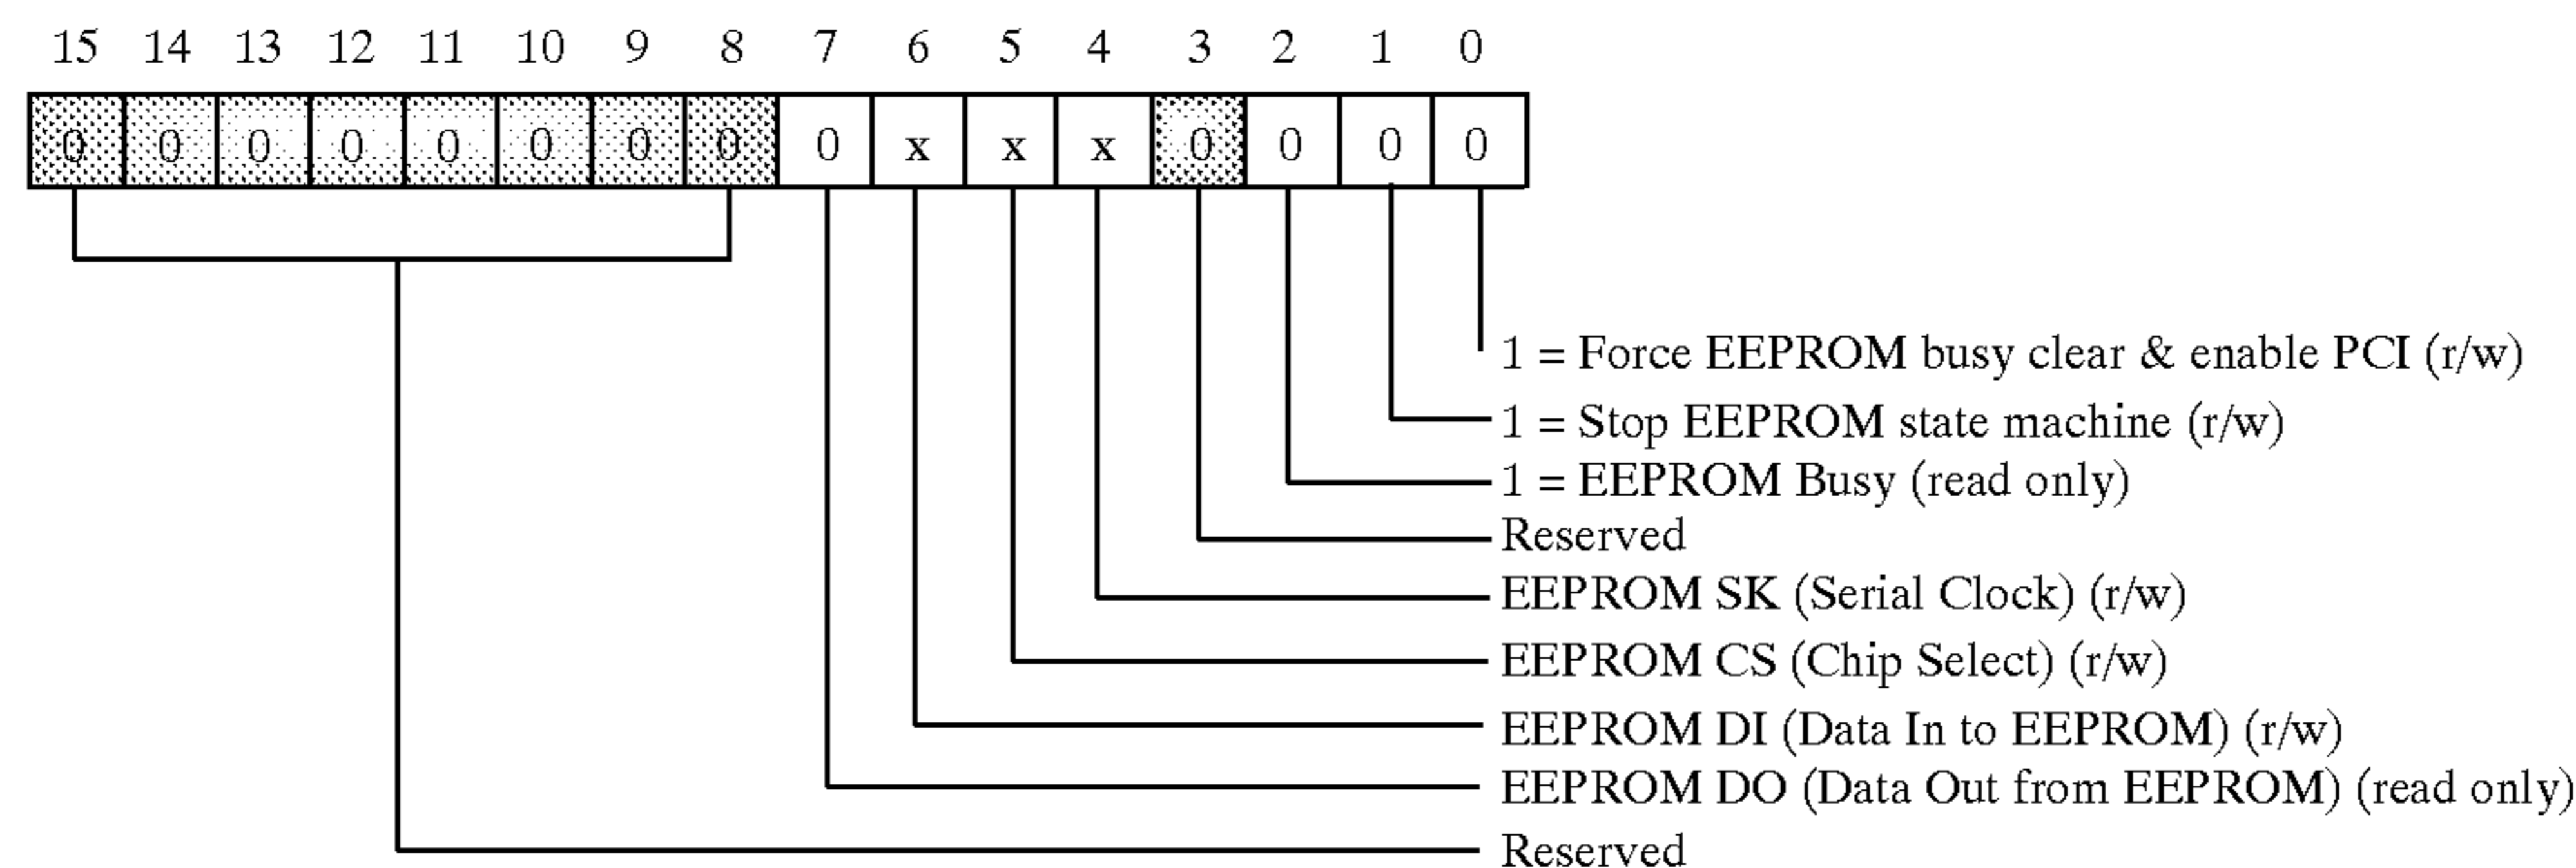 15 14 13 12 11 10 9 8 7 6 5 4 3 2 1 0
0 0 0 0 0 0 0 0 0 x x x 0 0 0 0
1 = Force EEPROM busy clear & enable PCI (r/w)
1 = Stop EEPROM state machine (r/w)
1 = EEPROM Busy (read only)
Reserved
EEPROM SK (Serial Clock) (r/w)
EEPROM CS (Chip Select) (r/w)
EEPROM DI (Data In to EEPROM) (r/w)
EEPROM DO (Data Out from EEPROM) (read only)
Reserved